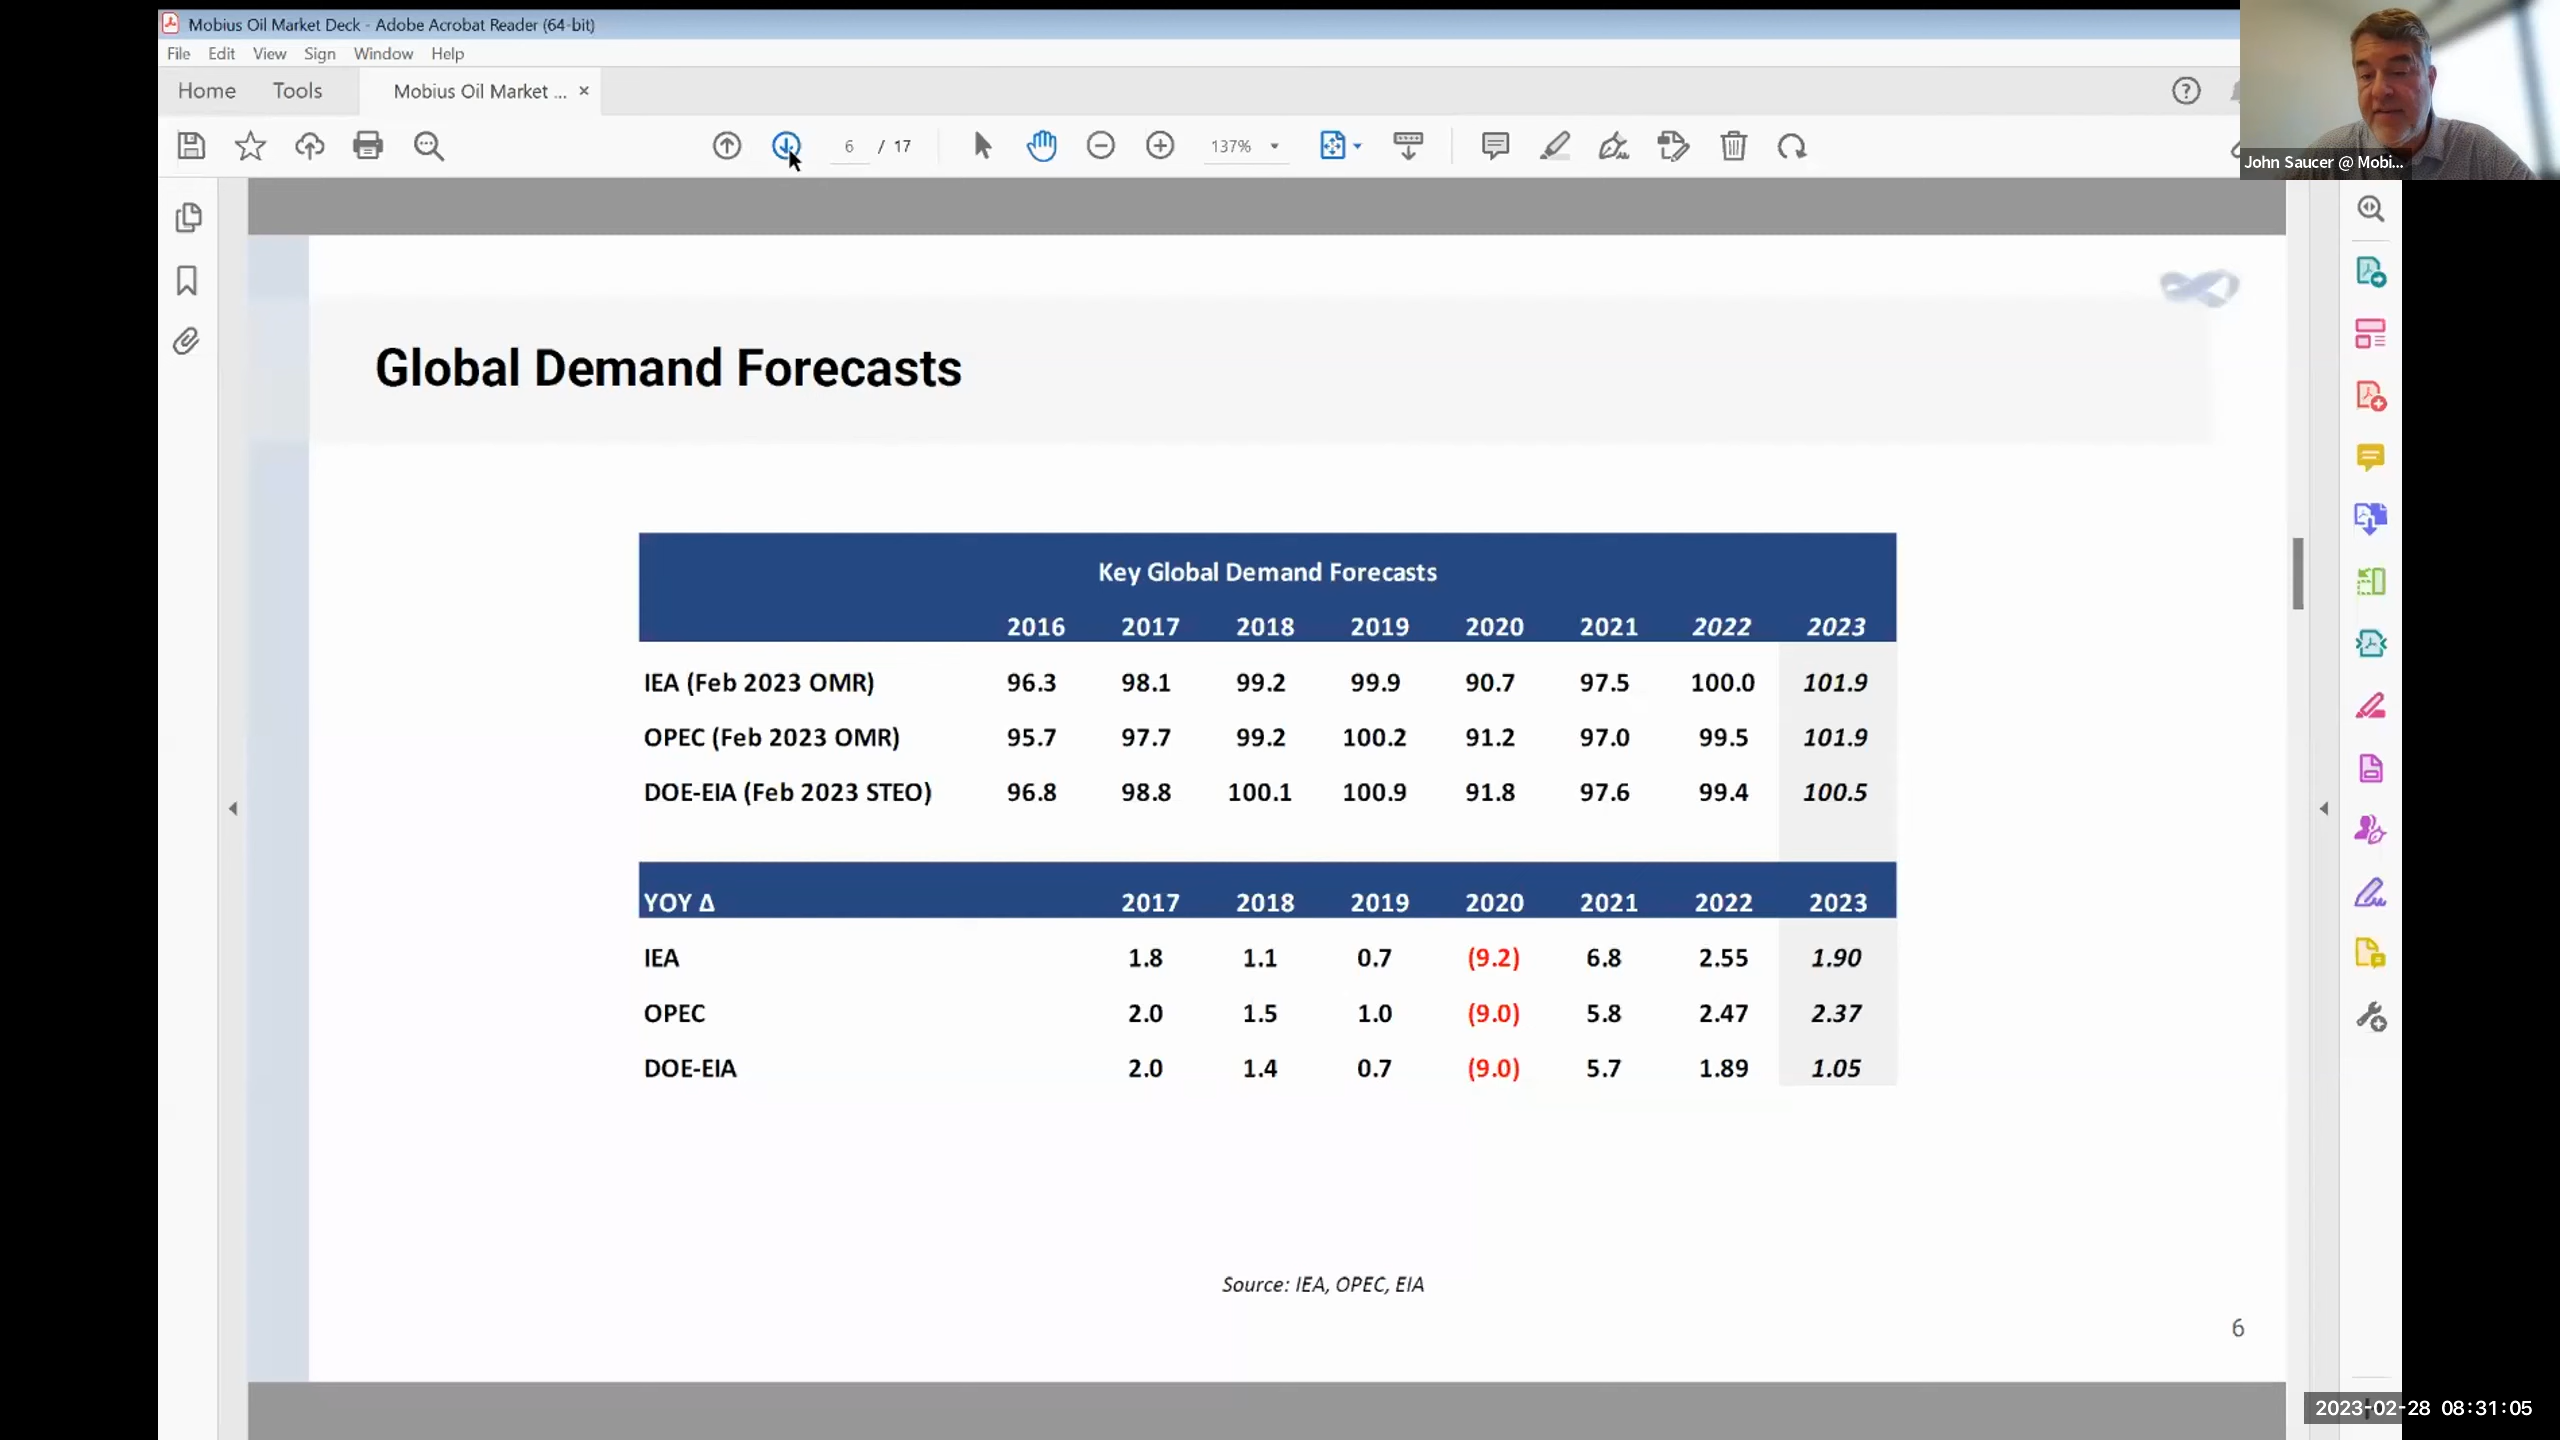 Mobius Oil Market Deck - Adobe Acrobat Reader (64-bit)
File Edit View Sign Window Help
Home Tools Mobius Oil Market ... ×
6 / 17 137%
John Saucer @ Mobi...
Global Demand Forecasts
Key Global Demand Forecasts
2016 2017 2018 2019 2020 2021 2022 2023
IEA (Feb 2023 OMR) 96.3 98.1 99.2 99.9 90.7 97.5 100.0 101.9
OPEC (Feb 2023 OMR) 95.7 97.7 99.2 100.2 91.2 97.0 99.5 101.9
DOE-EIA (Feb 2023 STEO) 96.8 98.8 100.1 100.9 91.8 97.6 99.4 100.5
YOY Δ 2017 2018 2019 2020 2021 2022 2023
IEA 1.8 1.1 0.7 (9.2) 6.8 2.55 1.90
OPEC 2.0 1.5 1.0 (9.0) 5.8 2.47 2.37
DOE-EIA 2.0 1.4 0.7 (9.0) 5.7 1.89 1.05
Source: IEA, OPEC, EIA
6
2023-02-28 08:31:05